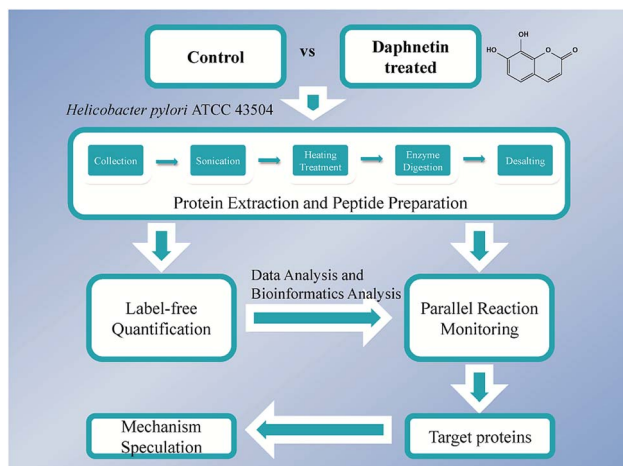 Control
vs
Daphnetin
treated
OH
HO
O
O
Helicobacter pylori ATCC 43504
Collection
Sonication
Heating
Treatment
Enzyme
Digestion
Desalting
Protein Extraction and Peptide Preparation
Label-free
Quantification
Data Analysis and
Bioinformatics Analysis
Parallel Reaction
Monitoring
Mechanism
Speculation
Target proteins